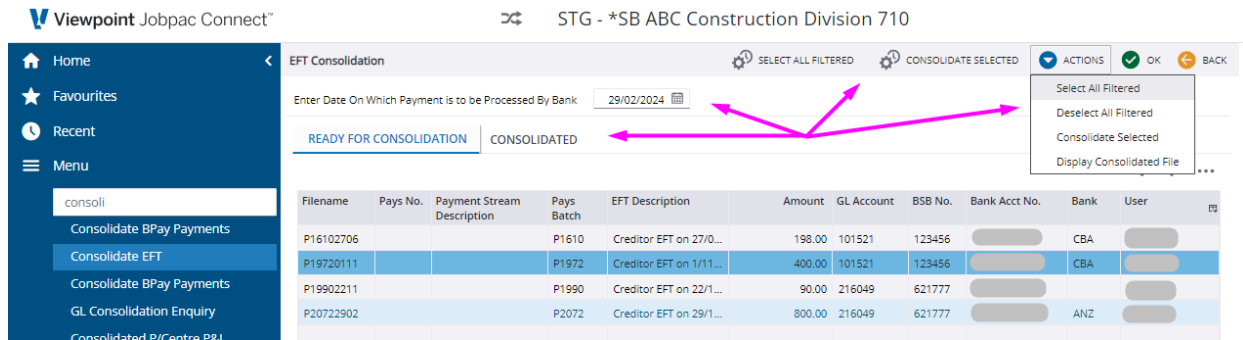 Viewpoint Jobpac Connect™ STG - *SB ABC Construction Division 710
Home EFT Consolidation SELECT ALL FILTERED CONSOLIDATE SELECTED ACTIONS OK BACK
Favourites Enter Date On Which Payment is to be Processed By Bank 29/02/2024
Select All Filtered
Deselect All Filtered
Consolidate Selected
Display Consolidated File
Recent READY FOR CONSOLIDATION CONSOLIDATED
Menu
consoli
Consolidate BPay Payments
Consolidate EFT
Consolidate BPay Payments
GL Consolidation Enquiry
Consolidated P/Centre P&L
Filename Pays No. Payment Stream Description Pays Batch EFT Description Amount GL Account BSB No. Bank Acct No. Bank User
P16102706 P1610 Creditor EFT on 27/0... 198.00 101521 123456 CBA
P19720111 P1972 Creditor EFT on 1/11... 400.00 101521 123456 CBA
P19902211 P1990 Creditor EFT on 22/1... 90.00 216049 621777
P20722902 P2072 Creditor EFT on 29/1... 800.00 216049 621777 ANZ